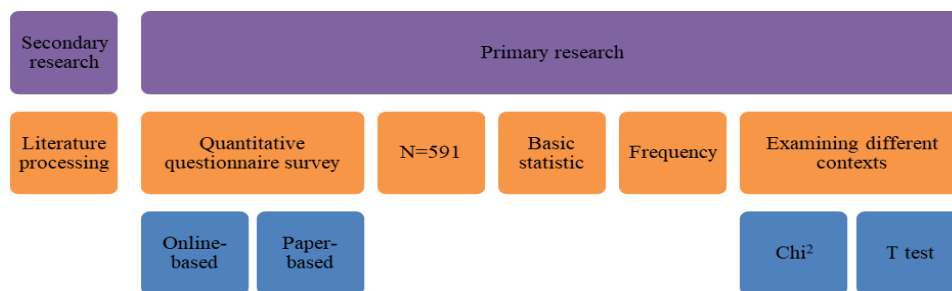 Secondary
research
Primary research
Literature
processing
Quantitative
questionnaire survey
N=591
Basic
statistic
Frequency
Examining different
contexts
Online-
based
Paper-
based
Chi²
T test